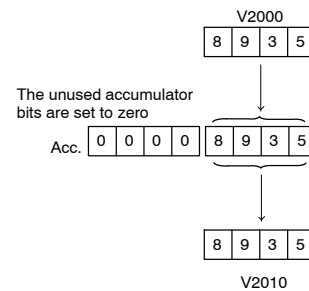 V2000
8 9 3 5
The unused accumulator
bits are set to zero
Acc. 0 0 0 0 8 9 3 5
8 9 3 5
V2010